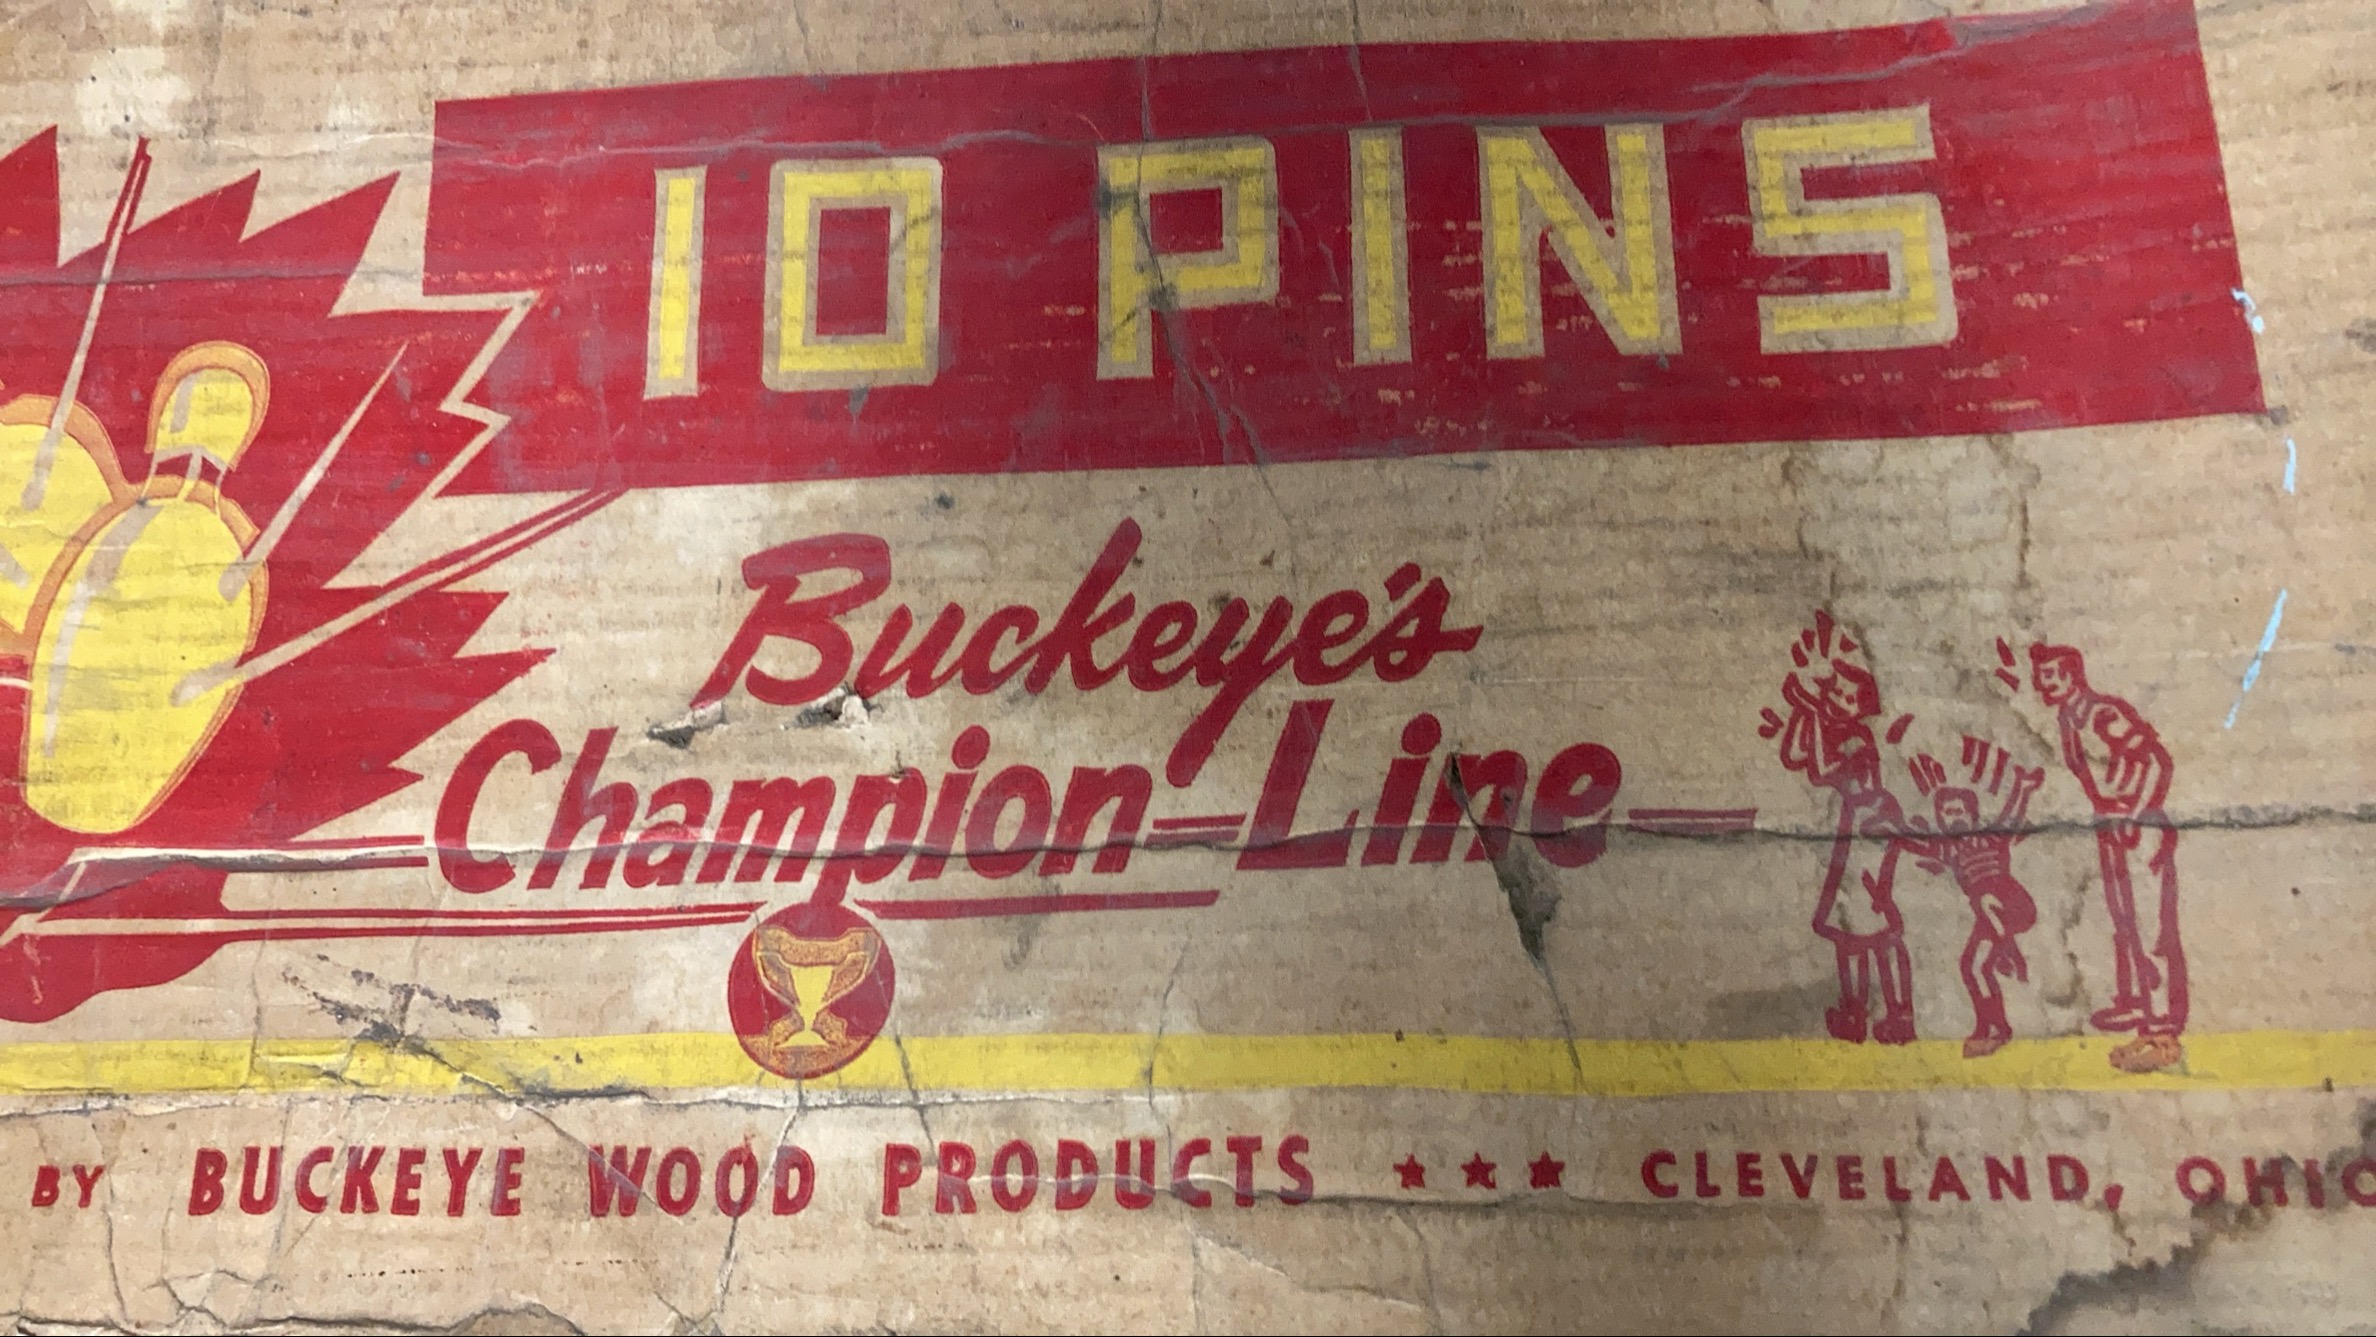 10 PINS
Buckeye's
Champion-Line
BY BUCKEYE WOOD PRODUCTS ★★★ CLEVELAND, OHIO